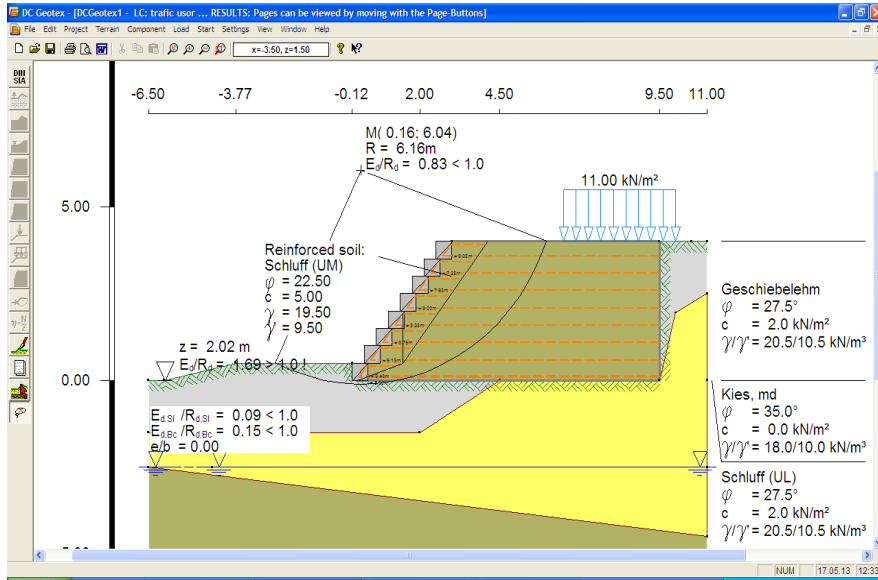 DC Geotex - [DCGeotex1 - LC: trafic usor ... RESULTS: Pages can be viewed by moving with the Page-Buttons]
File Edit Project Terrain Component Load Start Settings View Window Help
x=-3.50, z=1.50
DIN
SIA
-6.50 -3.77 -0.12 2.00 4.50 9.50 11.00
M( 0.16; 6.04)
R = 6.16m
Ed/Rd = 0.83 < 1.0
11.00 kN/m²
5.00
Reinforced soil:
Schluff (UM)
φ = 22.50
c = 5.00
γ = 19.50
γ' = 9.50
z = 2.02 m
Ed/Rd = 1.69 > 1.0 !
0.00
Ed,Sl /Rd,Sl = 0.09 < 1.0
Ed,Bc /Rd,Bc = 0.15 < 1.0
e/b = 0.00
Geschiebelehm
φ = 27.5°
c = 2.0 kN/m²
γ/γ' = 20.5/10.5 kN/m³
Kies, md
φ = 35.0°
c = 0.0 kN/m²
γ/γ' = 18.0/10.0 kN/m³
Schluff (UL)
φ = 27.5°
c = 2.0 kN/m²
γ/γ' = 20.5/10.5 kN/m³
NUM 17.05.13 12:33